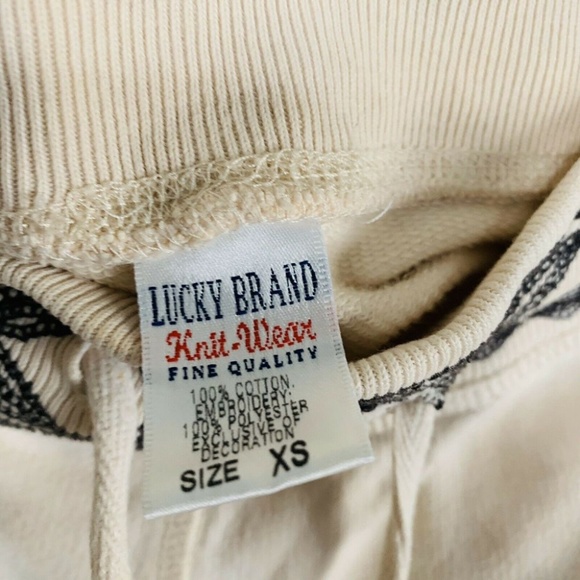 LUCKY BRAND
Knit-Wear
FINE QUALITY
100% COTTON.
EMBROIDERY:
100% POLYESTER
EXCLUSIVE OF
DECORATION
SIZE XS